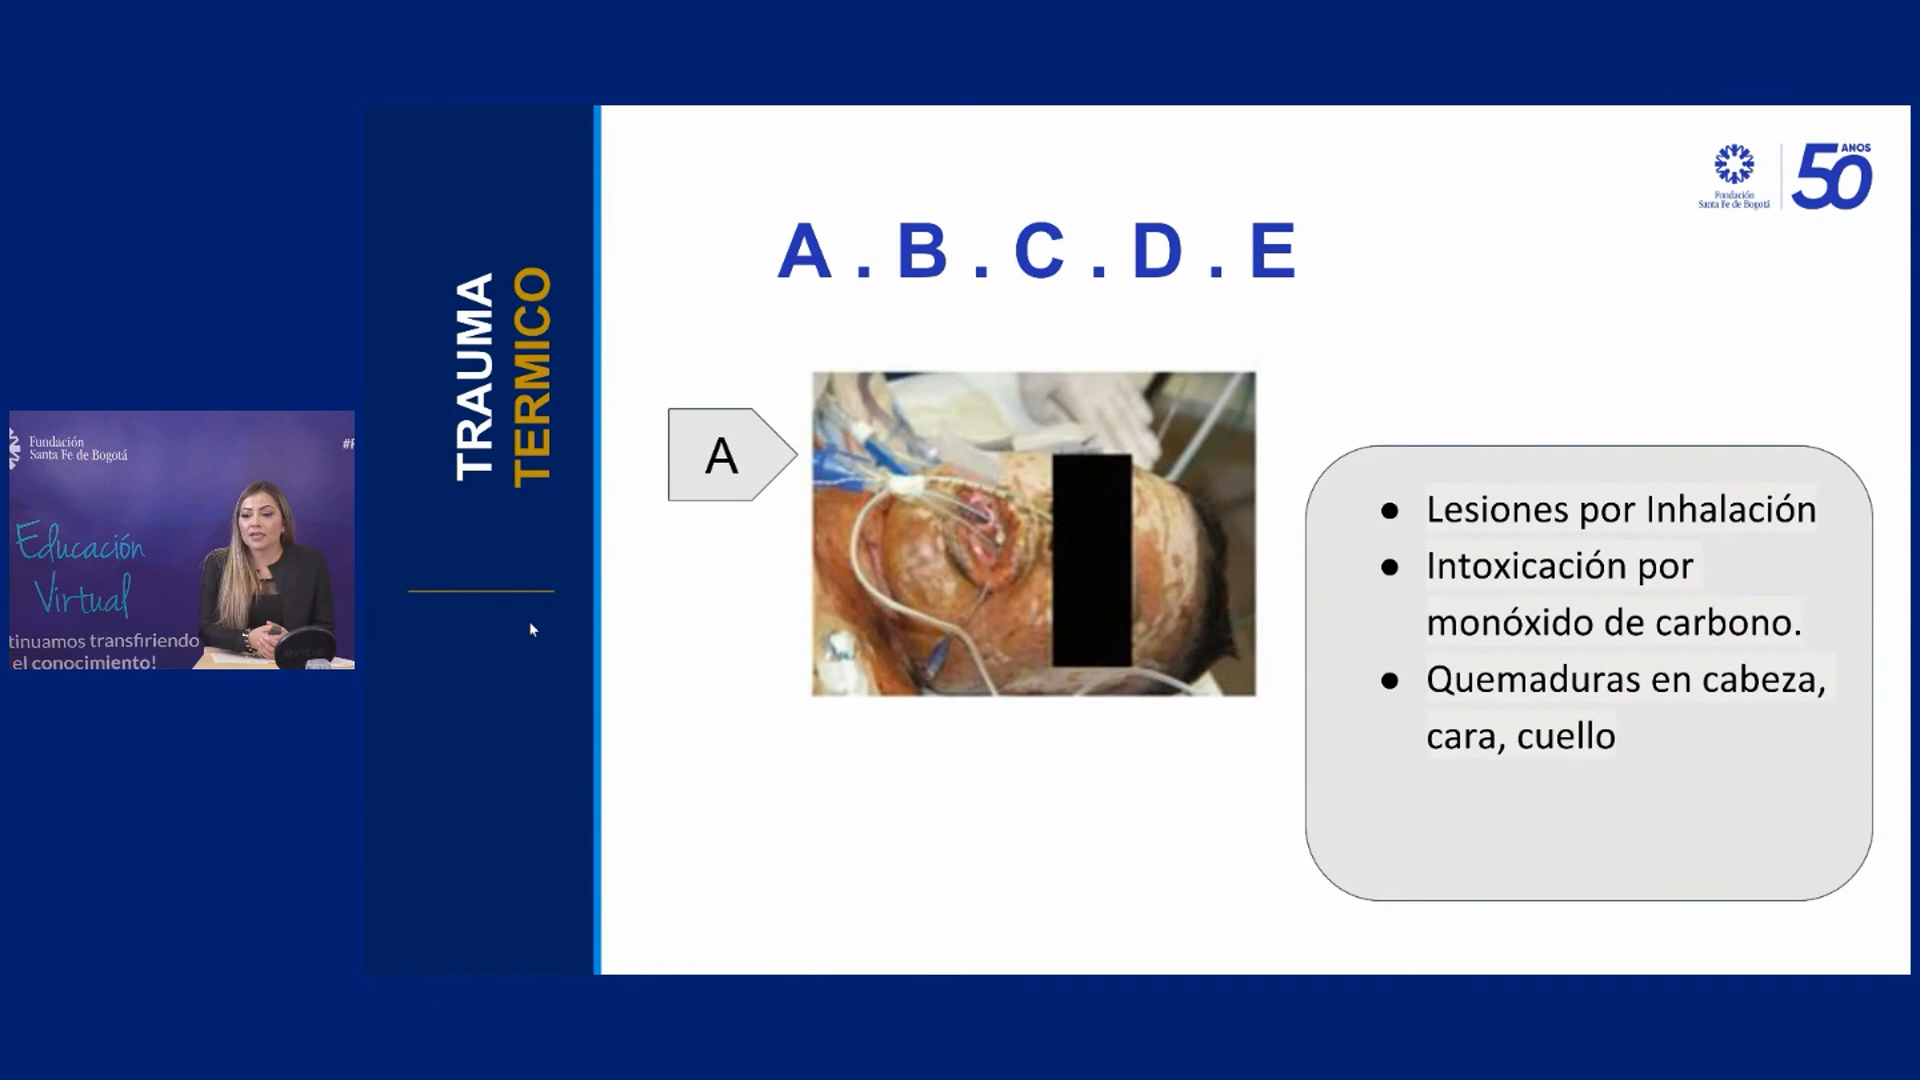 Fundación
Santa Fe de Bogotá
#F
Educación
Virtual
tinuamos transfiriendo
el conocimiento!
TRAUMA
TERMICO
Fundación
Santa Fe de Bogotá
50
ANOS
A . B . C . D . E
A
● Lesiones por Inhalación
● Intoxicación por
monóxido de carbono.
● Quemaduras en cabeza,
cara, cuello